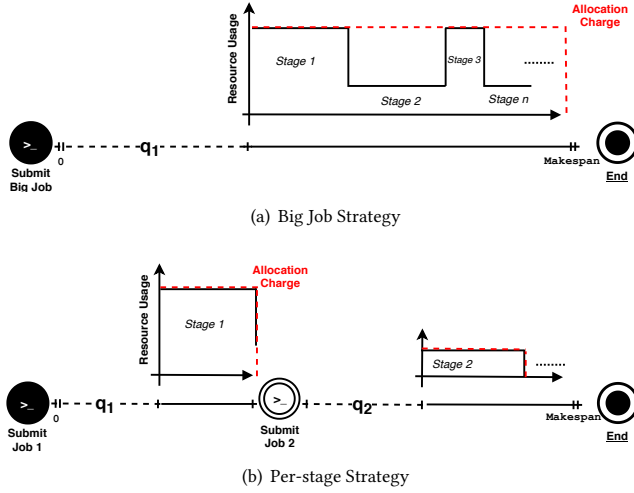 Allocation
Charge
Resource Usage
Stage 1
Stage 2
Stage 3
Stage n
........
>_
q1
0
Makespan
Submit
Big Job
End
(a) Big Job Strategy
Allocation
Charge
Resource Usage
Stage 1
Stage 2
........
>_
q1
>_
q2
0
Makespan
Submit
Job 1
Submit
Job 2
End
(b) Per-stage Strategy